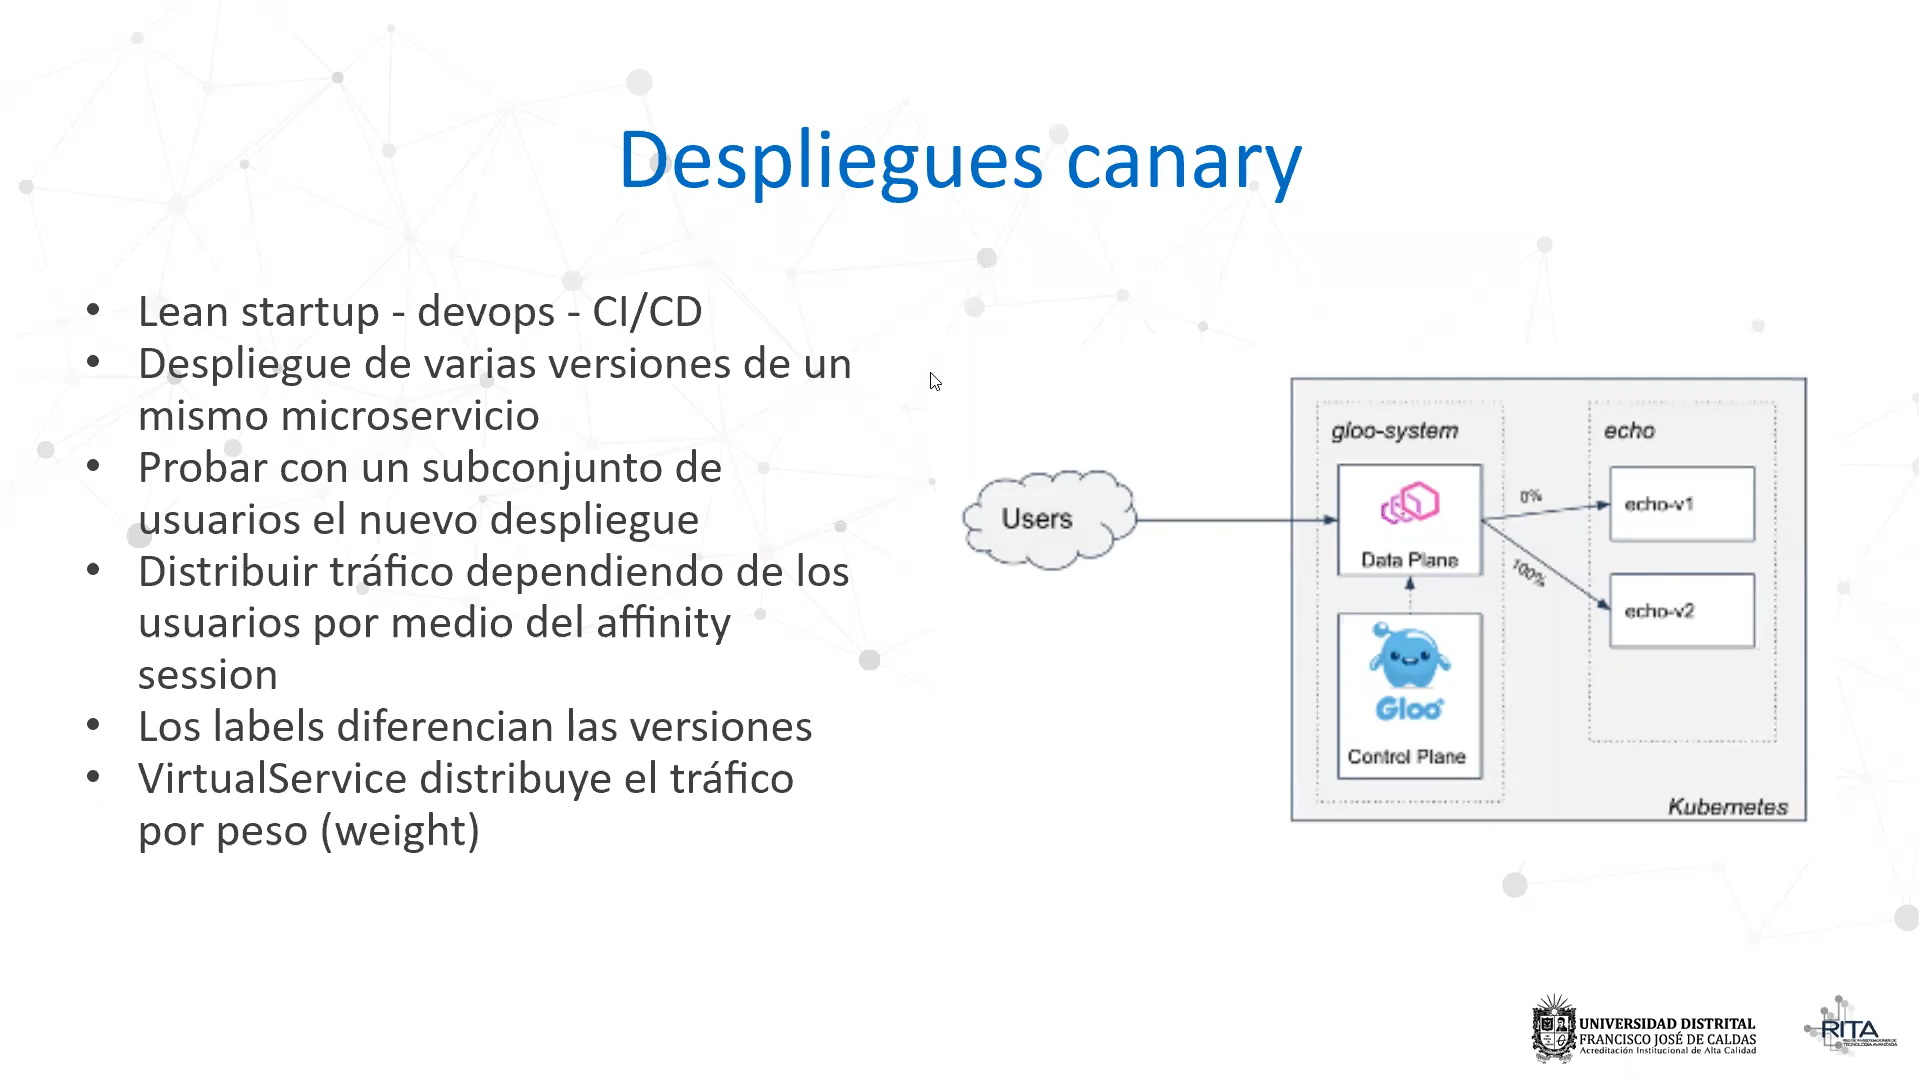 Despliegues canary
• Lean startup - devops - CI/CD
• Despliegue de varias versiones de un
mismo microservicio
• Probar con un subconjunto de
usuarios el nuevo despliegue
• Distribuir tráfico dependiendo de los
usuarios por medio del affinity
session
• Los labels diferencian las versiones
• VirtualService distribuye el tráfico
por peso (weight)
Users
gloo-system
Data Plane
Gloo
Control Plane
0%
100%
echo
echo-v1
echo-v2
Kubernetes
UNIVERSIDAD DISTRITAL
FRANCISCO JOSÉ DE CALDAS
Acreditación Institucional de Alta Calidad
RITA